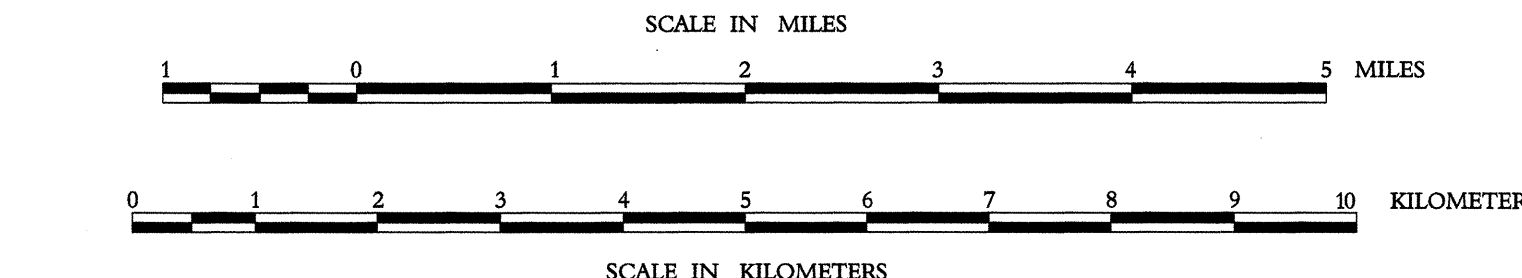 SCALE IN MILES
1 0 1 2 3 4 5 MILES
0 1 2 3 4 5 6 7 8 9 10 KILOMETER
SCALE IN KILOMETERS